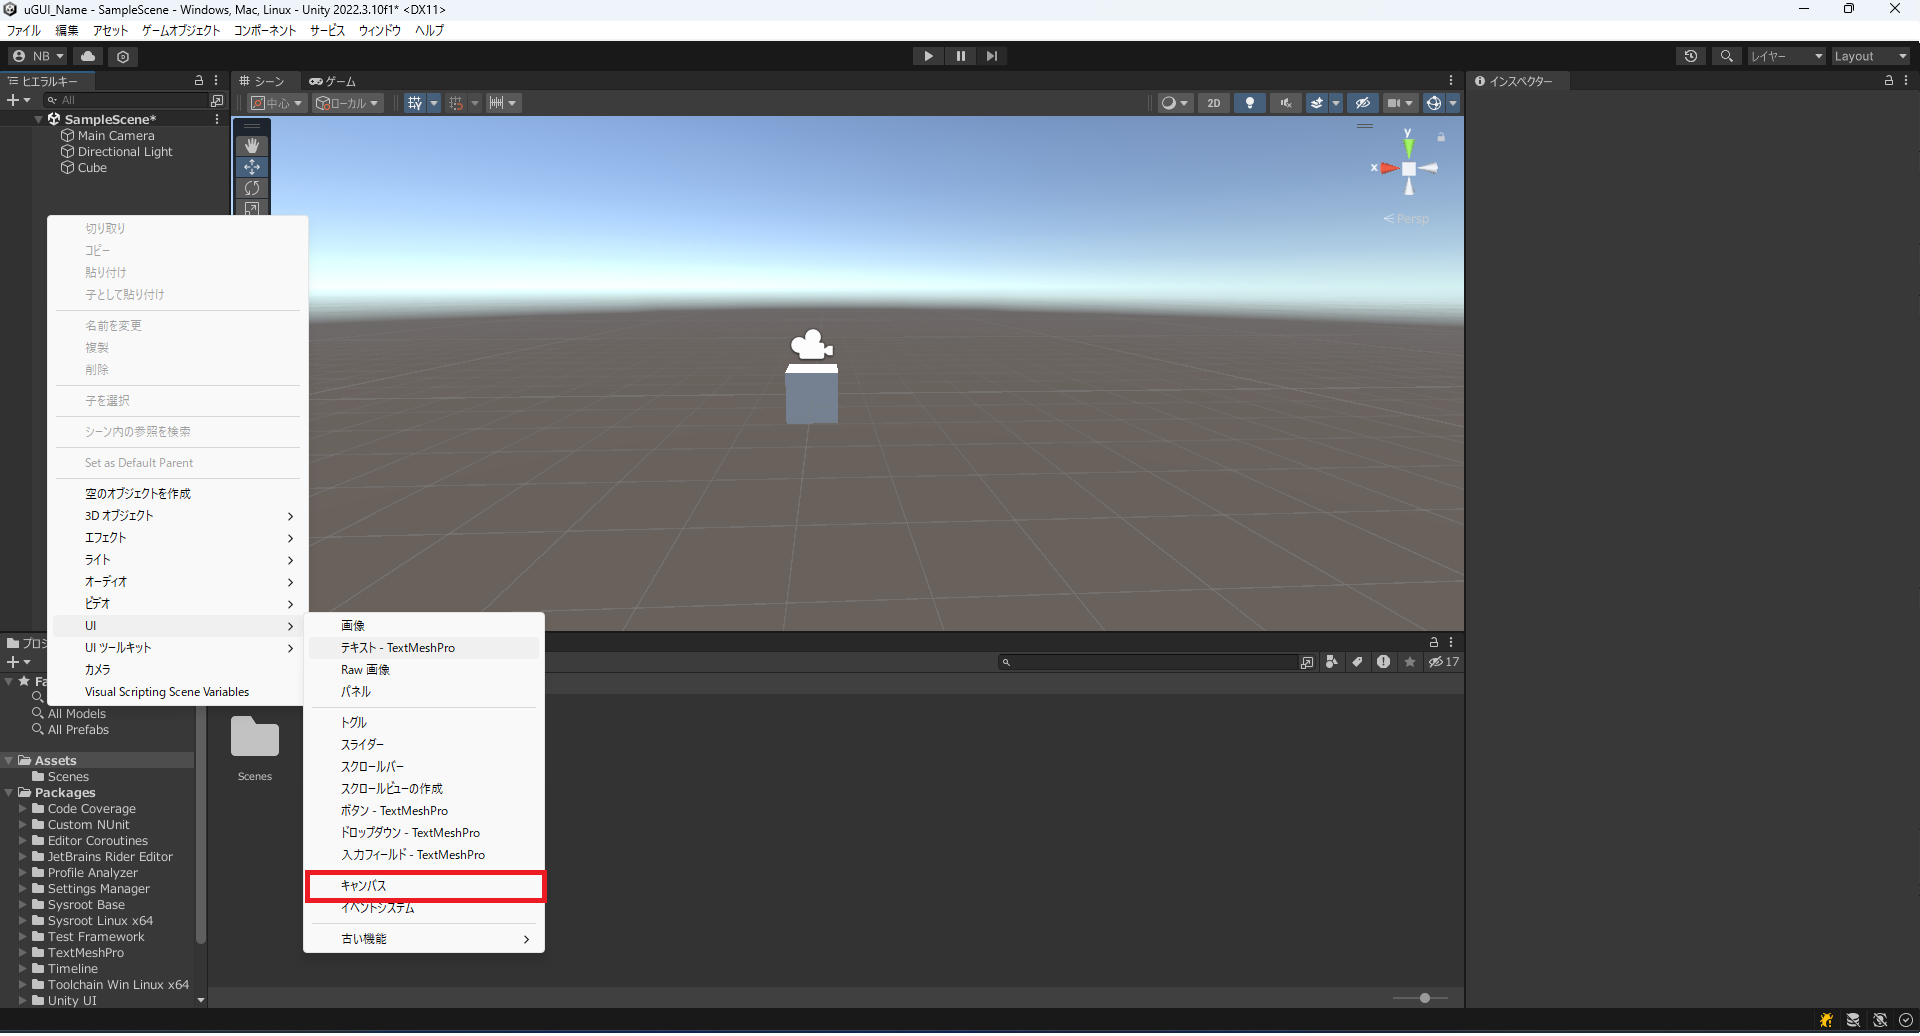 uGUI_Name - SampleScene - Windows, Mac, Linux - Unity 2022.3.10f1* <DX11>
ファイル 編集 アセット ゲームオブジェクト コンポーネント サービス ウィンドウ ヘルプ
NB
レイヤー Layout
ヒエラルキー
シーン ゲーム
インスペクター
All
中心 ローカル
2D
SampleScene*
Main Camera
Directional Light
Cube
y
x
Persp
切り取り
コピー
貼り付け
子として貼り付け
名前を変更
複製
削除
子を選択
シーン内の参照を検索
Set as Default Parent
空のオブジェクトを作成
3D オブジェクト
エフェクト
ライト
オーディオ
ビデオ
UI
UI ツールキット
カメラ
Visual Scripting Scene Variables
画像
テキスト - TextMeshPro
Raw 画像
パネル
トグル
スライダー
スクロールバー
スクロールビューの作成
ボタン - TextMeshPro
ドロップダウン - TextMeshPro
入力フィールド - TextMeshPro
キャンバス
イベントシステム
古い機能
プロジ
17
Fa
All Models
All Prefabs
Assets
Scenes
Packages
Code Coverage
Custom NUnit
Editor Coroutines
JetBrains Rider Editor
Profile Analyzer
Settings Manager
Sysroot Base
Sysroot Linux x64
Test Framework
TextMeshPro
Timeline
Toolchain Win Linux x64
Unity UI
Scenes